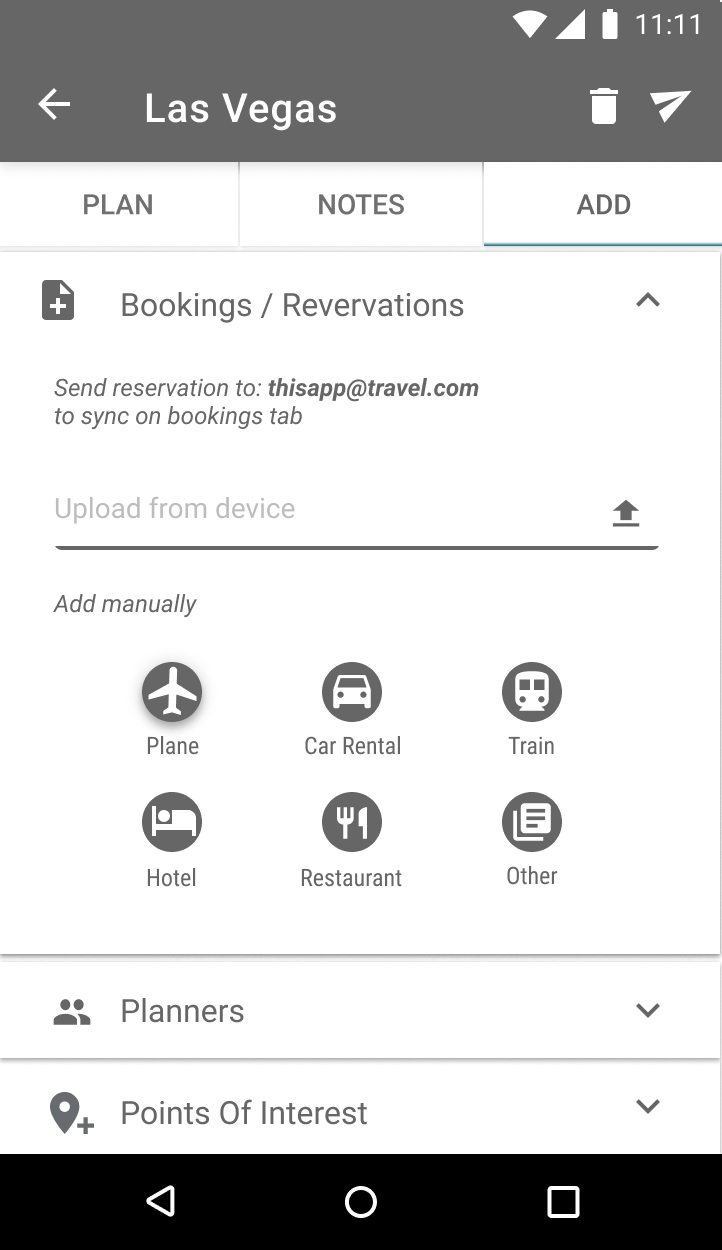 11:11
Las Vegas
PLAN NOTES ADD
Bookings / Revervations
Send reservation to: thisapp@travel.com
to sync on bookings tab
Upload from device
Add manually
Plane Car Rental Train
Hotel Restaurant Other
Planners
Points Of Interest